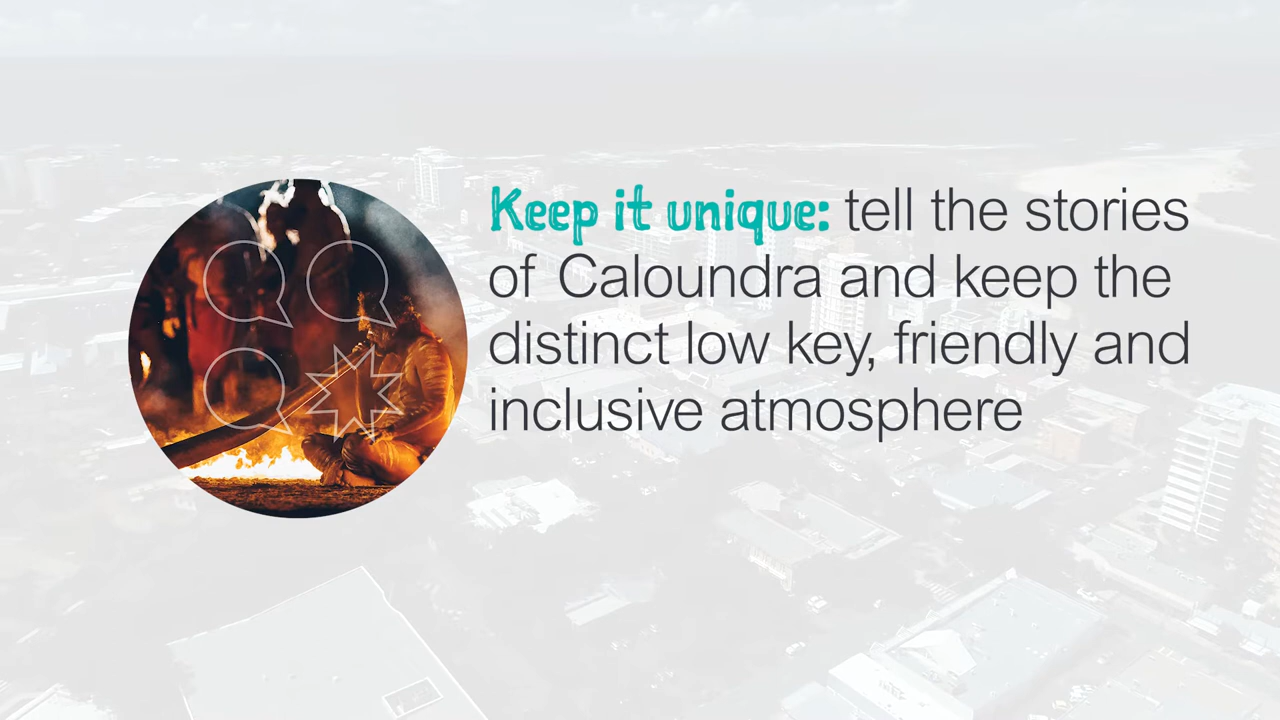 Keep it unique: tell the stories
of Caloundra and keep the
distinct low key, friendly and
inclusive atmosphere